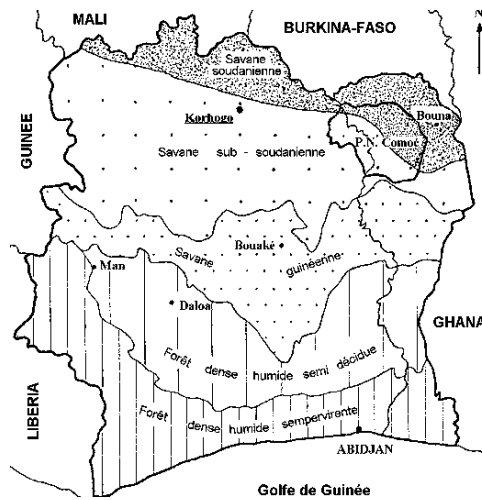 MALI
BURKINA-FASO
N
Savane
soudanienne
GUINEE
Korhogo
Bouna
P.N. Comoé
Savane sub - soudanienne
Bouaké
Savane guinéenne
Man
Daloa
GHANA
Forêt dense humide semi décidue
LIBERIA
Forêt dense humide sempervirente
ABIDJAN
Golfe de Guinée